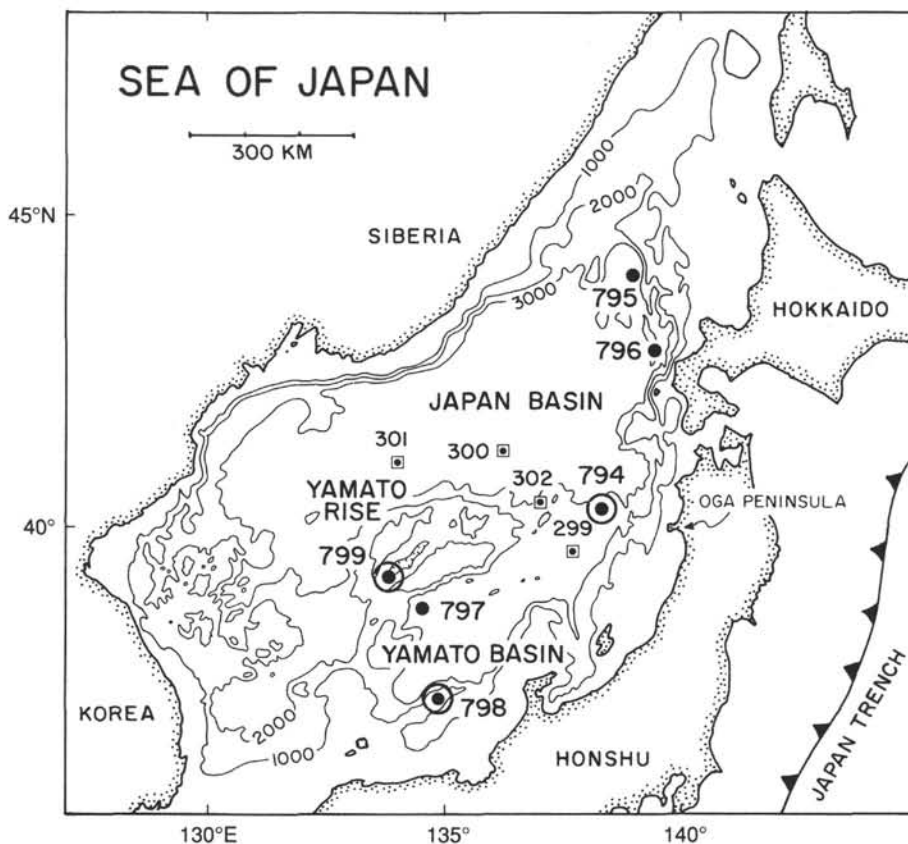 SEA OF JAPAN
300 KM
1000
2000
45°N
SIBERIA
3000
795
HOKKAIDO
796
JAPAN BASIN
301
300
794
302
YAMATO
RISE
OGA PENINSULA
40°
299
799
797
YAMATO BASIN
KOREA
798
2000
1000
HONSHU
JAPAN TRENCH
130°E
135°
140°